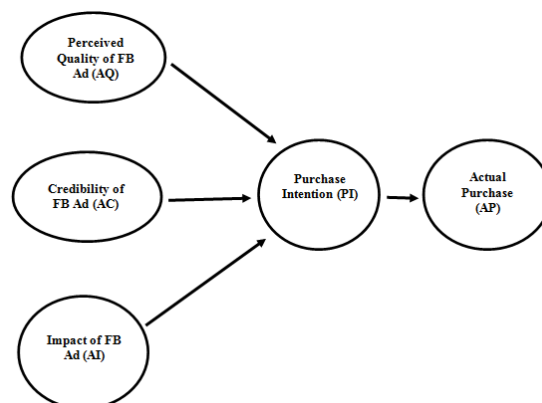 Perceived
Quality of FB
Ad (AQ)
Credibility of
FB Ad (AC)
Impact of FB
Ad (AI)
Purchase
Intention (PI)
Actual
Purchase
(AP)